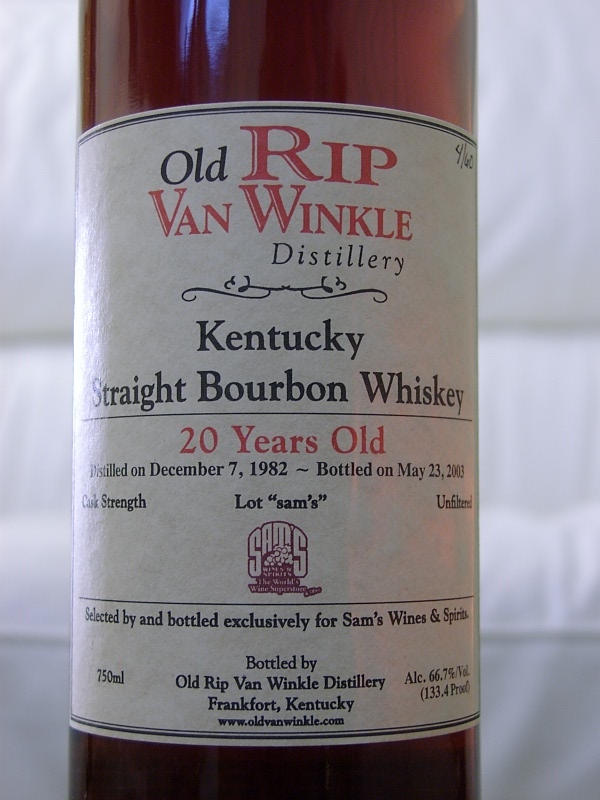 Old RIP
4/60
VAN WINKLE
Distillery
Kentucky
Straight Bourbon Whiskey
20 Years Old
Distilled on December 7, 1982 ~ Bottled on May 23, 2003
Cask Strength Lot "sam's" Unfiltered
SAM'S
WINES & SPIRITS
The World's
Wine Superstore
Selected by and bottled exclusively for Sam's Wines & Spirits.
750ml
Bottled by
Old Rip Van Winkle Distillery
Frankfort, Kentucky
www.oldvanwinkle.com
Alc. 66.7%/Vol.
(133.4 Proof)